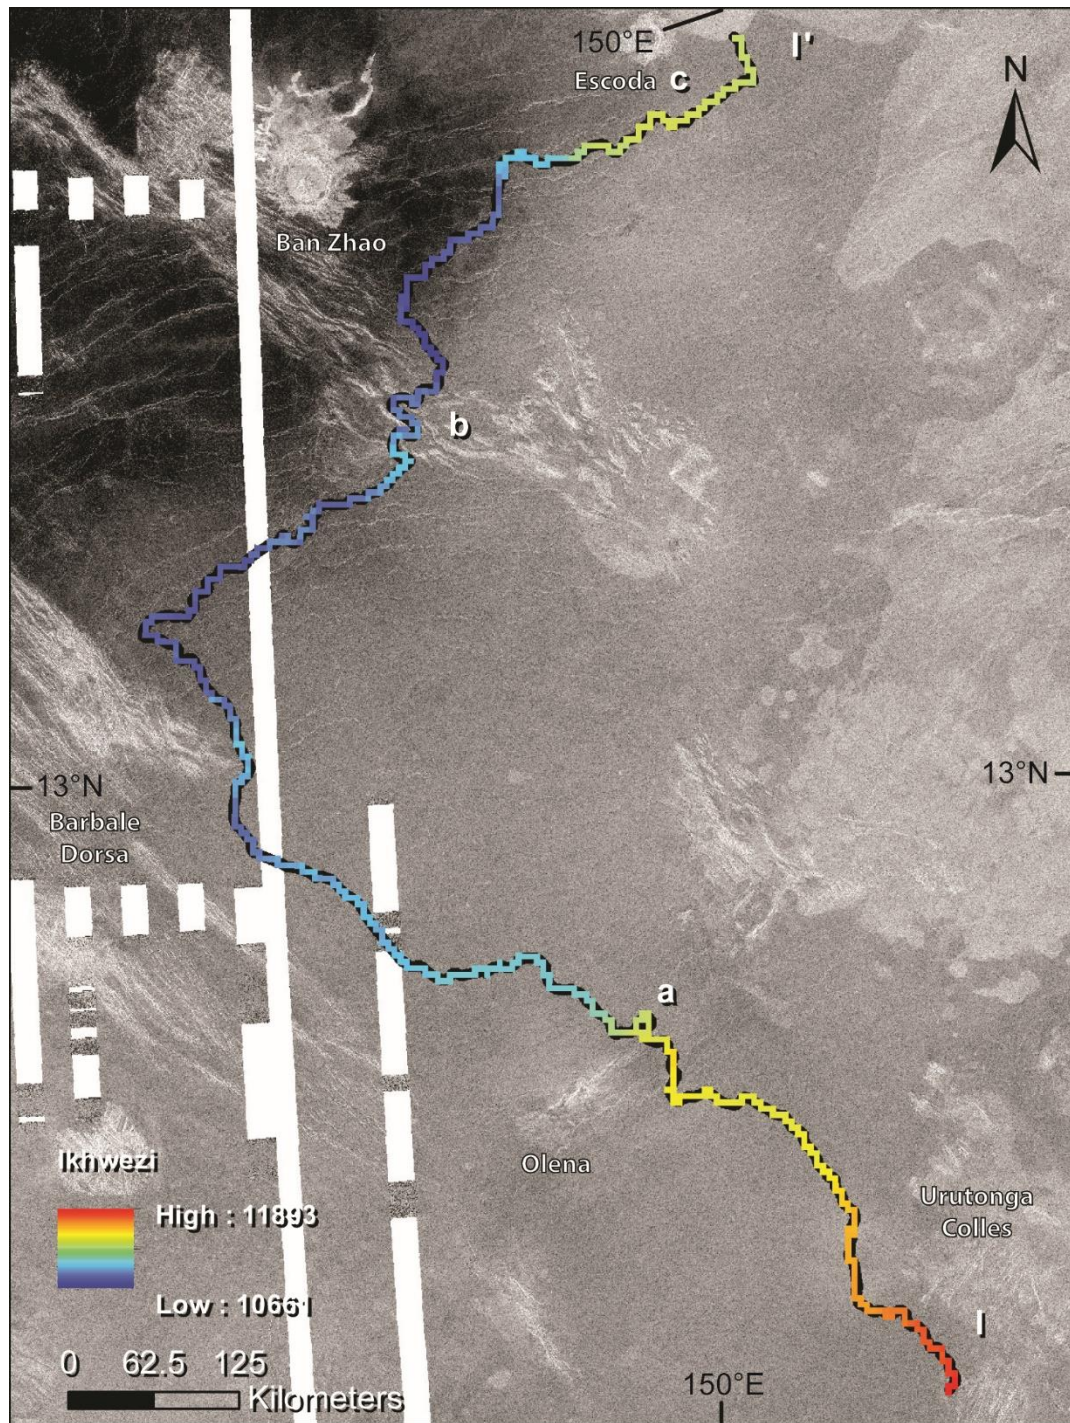 150°E
I'
Escoda
c
N
Ban Zhao
b
13°N
13°N
Barbale
Dorsa
a
Olena
Urutonga
Colles
Ikhwezi
High : 11893
Low : 10661
I
0 62.5 125
Kilometers
150°E